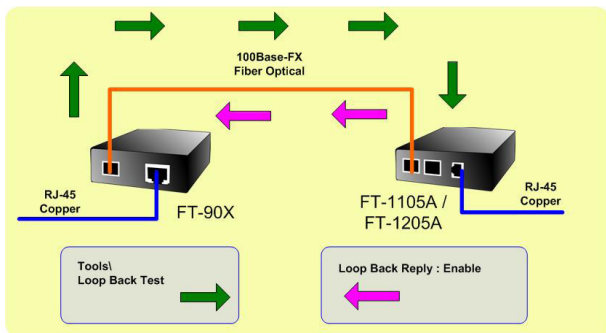 100Base-FX
Fiber Optical
RJ-45
Copper
FT-90X
FT-1105A /
FT-1205A
RJ-45
Copper
Tools\
Loop Back Test
Loop Back Reply : Enable